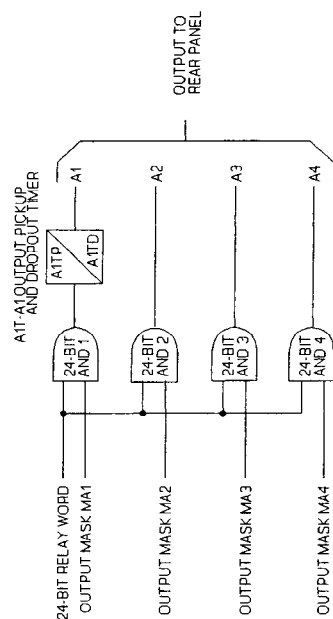 A1T-A1 OUTPUT PICKUP
AND DROPOUT TIMER
24-BIT RELAY WORD
OUTPUT MASK MA1
24-BIT
AND 1
A1TP
A1TD
A1
OUTPUT MASK MA2
24-BIT
AND 2
A2
OUTPUT MASK MA3
24-BIT
AND 3
A3
OUTPUT MASK MA4
24-BIT
AND 4
A4
OUTPUT TO
REAR PANEL